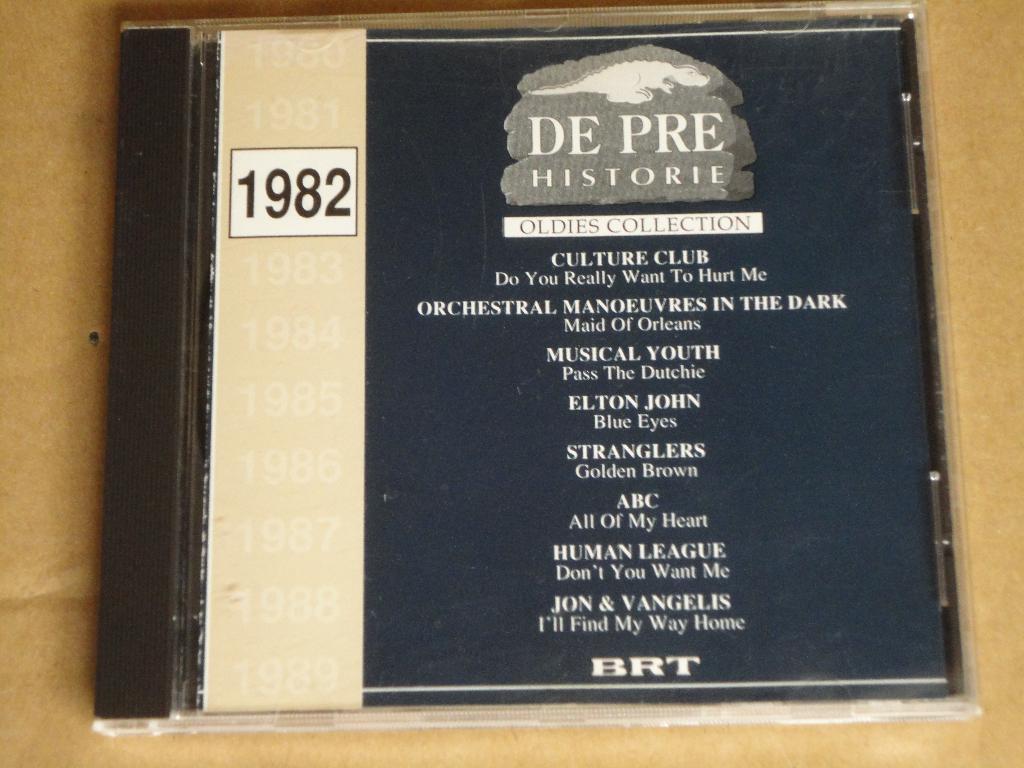 1980
1981
1982
1983
1984
1985
1986
1987
1988
1989
DE PRE
HISTORIE
OLDIES COLLECTION
CULTURE CLUB
Do You Really Want To Hurt Me
ORCHESTRAL MANOEUVRES IN THE DARK
Maid Of Orleans
MUSICAL YOUTH
Pass The Dutchie
ELTON JOHN
Blue Eyes
STRANGLERS
Golden Brown
ABC
All Of My Heart
HUMAN LEAGUE
Don't You Want Me
JON & VANGELIS
I'll Find My Way Home
BRT